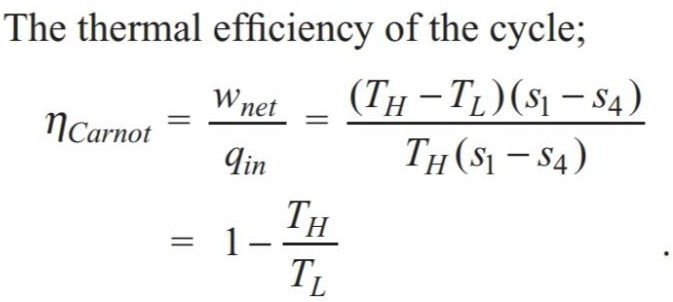 The thermal efficiency of the cycle;
η_Carnot = w_net / q_in = (T_H − T_L)(s_1 − s_4) / T_H(s_1 − s_4)
= 1 − T_H / T_L .